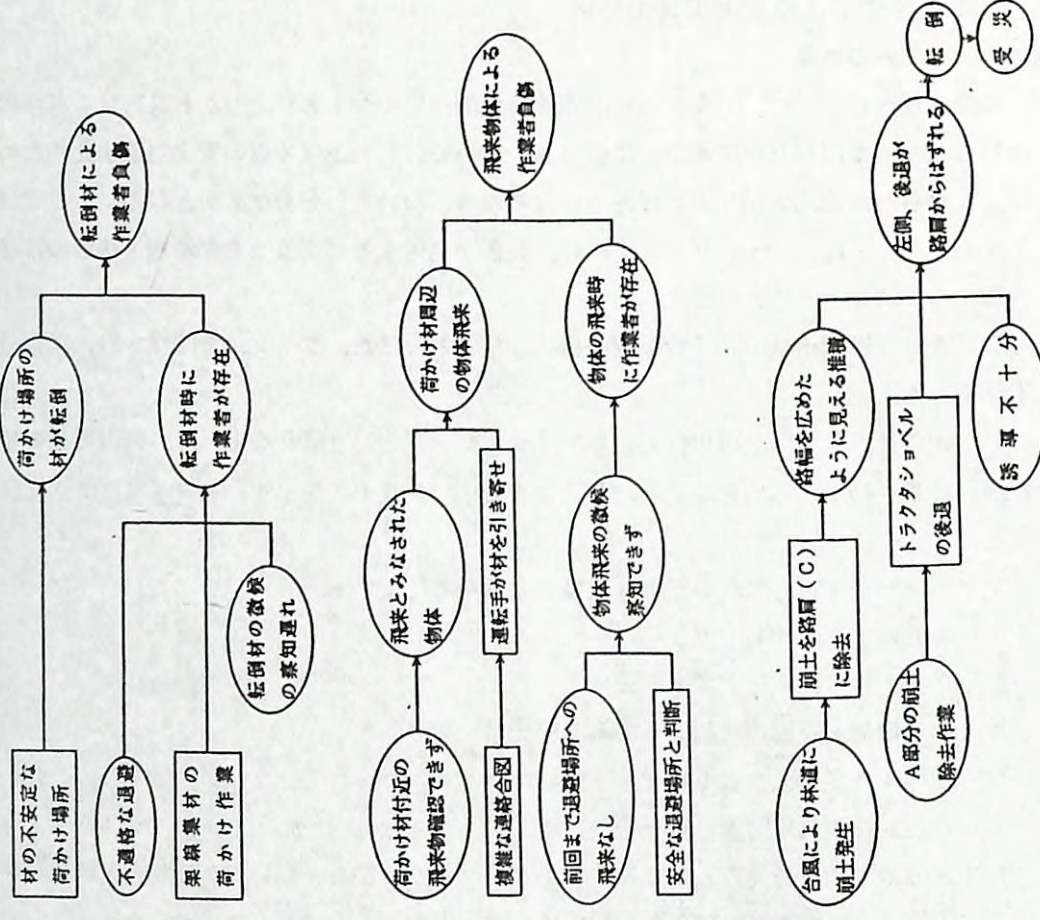 材の不安定な
荷かけ場所
荷かけ場所の
材が転倒
不適格な退避
架線集材の
荷かけ作業
転倒材の徴候
の察知遅れ
転倒材時に
作業者が存在
転倒材による
作業者負傷
荷かけ材付近の
飛来物確認できず
飛来とみなされた
物体
複雑な連絡合図
運転手が材を引き寄せ
荷かけ材周辺
の物体飛来
前回まで退避場所への
飛来なし
安全な退避場所と判断
物体飛来の徴候
察知できず
物体の飛来時
に作業者が存在
飛来物体による
作業者負傷
台風により林道に
崩土発生
崩土を路肩(C)
に除去
路幅を広めた
ように見える堆積
A部分の崩土
除去作業
トラクタショベル
の後退
誘導不十分
左側、後退が
路肩からはずれる
転倒
受災